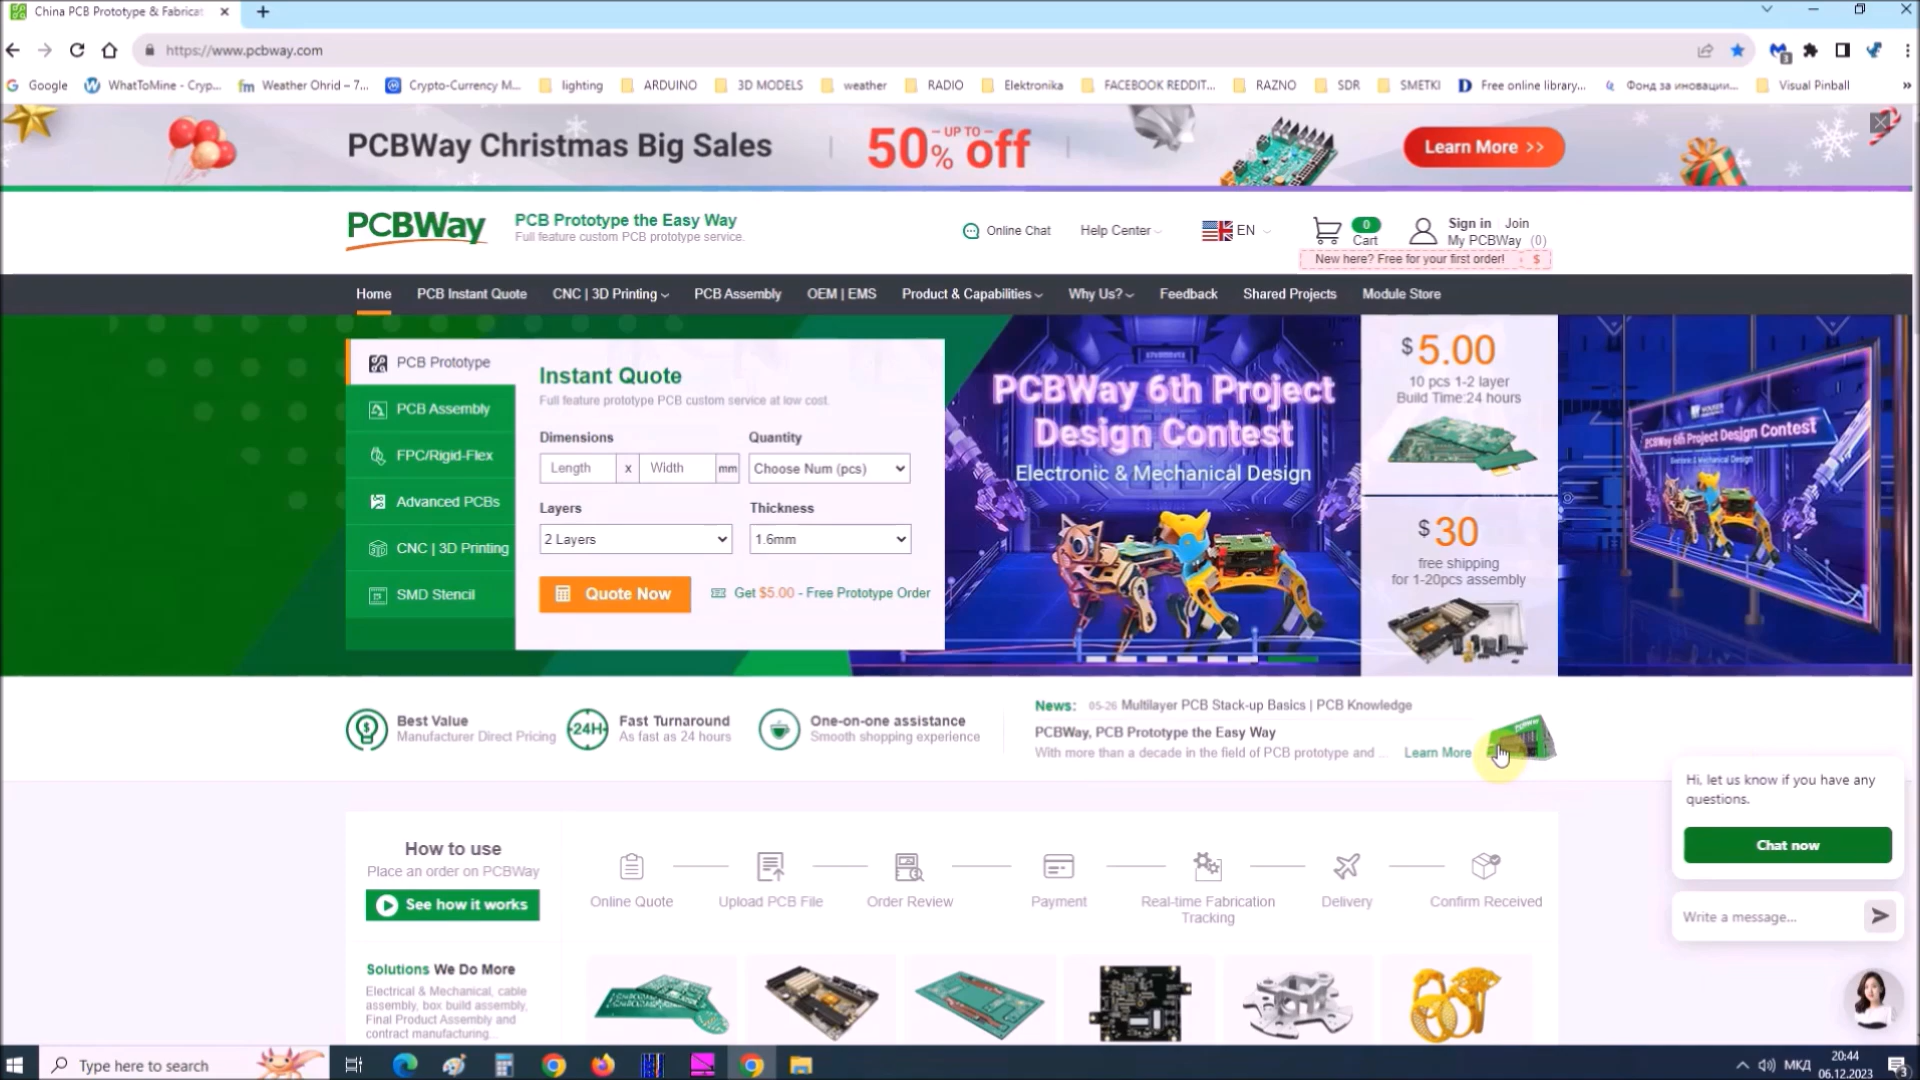 China PCB Prototype & Fabricat
https://www.pcbway.com
3
Google
WhatToMine - Cryp...
Weather Ohrid – 7...
Crypto-Currency M...
lighting
ARDUINO
3D MODELS
weather
RADIO
Elektronika
FACEBOOK REDDIT...
RAZNO
SDR
SMETKI
Free online library...
Фонд за иновации...
Visual Pinball
»
PCBWay Christmas Big Sales
UP TO
50% off
Learn More >>
PCBWay
PCB Prototype the Easy Way
Full feature custom PCB prototype service.
Online Chat
Help Center
EN
0
Cart
Sign in
Join
My PCBWay (0)
New here? Free for your first order! $
Home
PCB Instant Quote
CNC | 3D Printing
PCB Assembly
OEM | EMS
Product & Capabilities
Why Us?
Feedback
Shared Projects
Module Store
PCB Prototype
PCB Assembly
FPC/Rigid-Flex
Advanced PCBs
CNC | 3D Printing
SMD Stencil
Instant Quote
Full feature prototype PCB custom service at low cost.
Dimensions
Quantity
Length x Width mm
Choose Num (pcs)
Layers
Thickness
2 Layers
1.6mm
Quote Now
Get $5.00 - Free Prototype Order
PCBWay 6th Project
Design Contest
Electronic & Mechanical Design
$5.00
10 pcs 1-2 layer
Build Time:24 hours
$30
free shipping
for 1-20pcs assembly
PCBWay 6th Project Design Contest
Best Value
Manufacturer Direct Pricing
24H
Fast Turnaround
As fast as 24 hours
One-on-one assistance
Smooth shopping experience
News: 05-26 Multilayer PCB Stack-up Basics | PCB Knowledge
PCBWay, PCB Prototype the Easy Way
With more than a decade in the field of PCB prototype and ... Learn More
Hi, let us know if you have any
questions.
Chat now
Write a message...
How to use
Place an order on PCBWay
See how it works
Online Quote
Upload PCB File
Order Review
Payment
Real-time Fabrication
Tracking
Delivery
Confirm Received
Solutions We Do More
Electrical & Mechanical, cable
assembly, box build assembly,
Final Product Assembly and
contract manufacturing...
Type here to search
МКД
20:44
06.12.2023
3